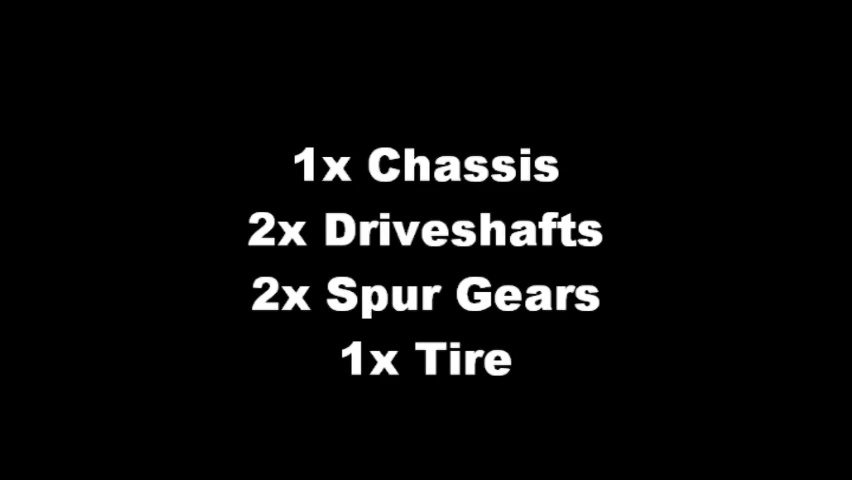 1x Chassis
2x Driveshafts
2x Spur Gears
1x Tire